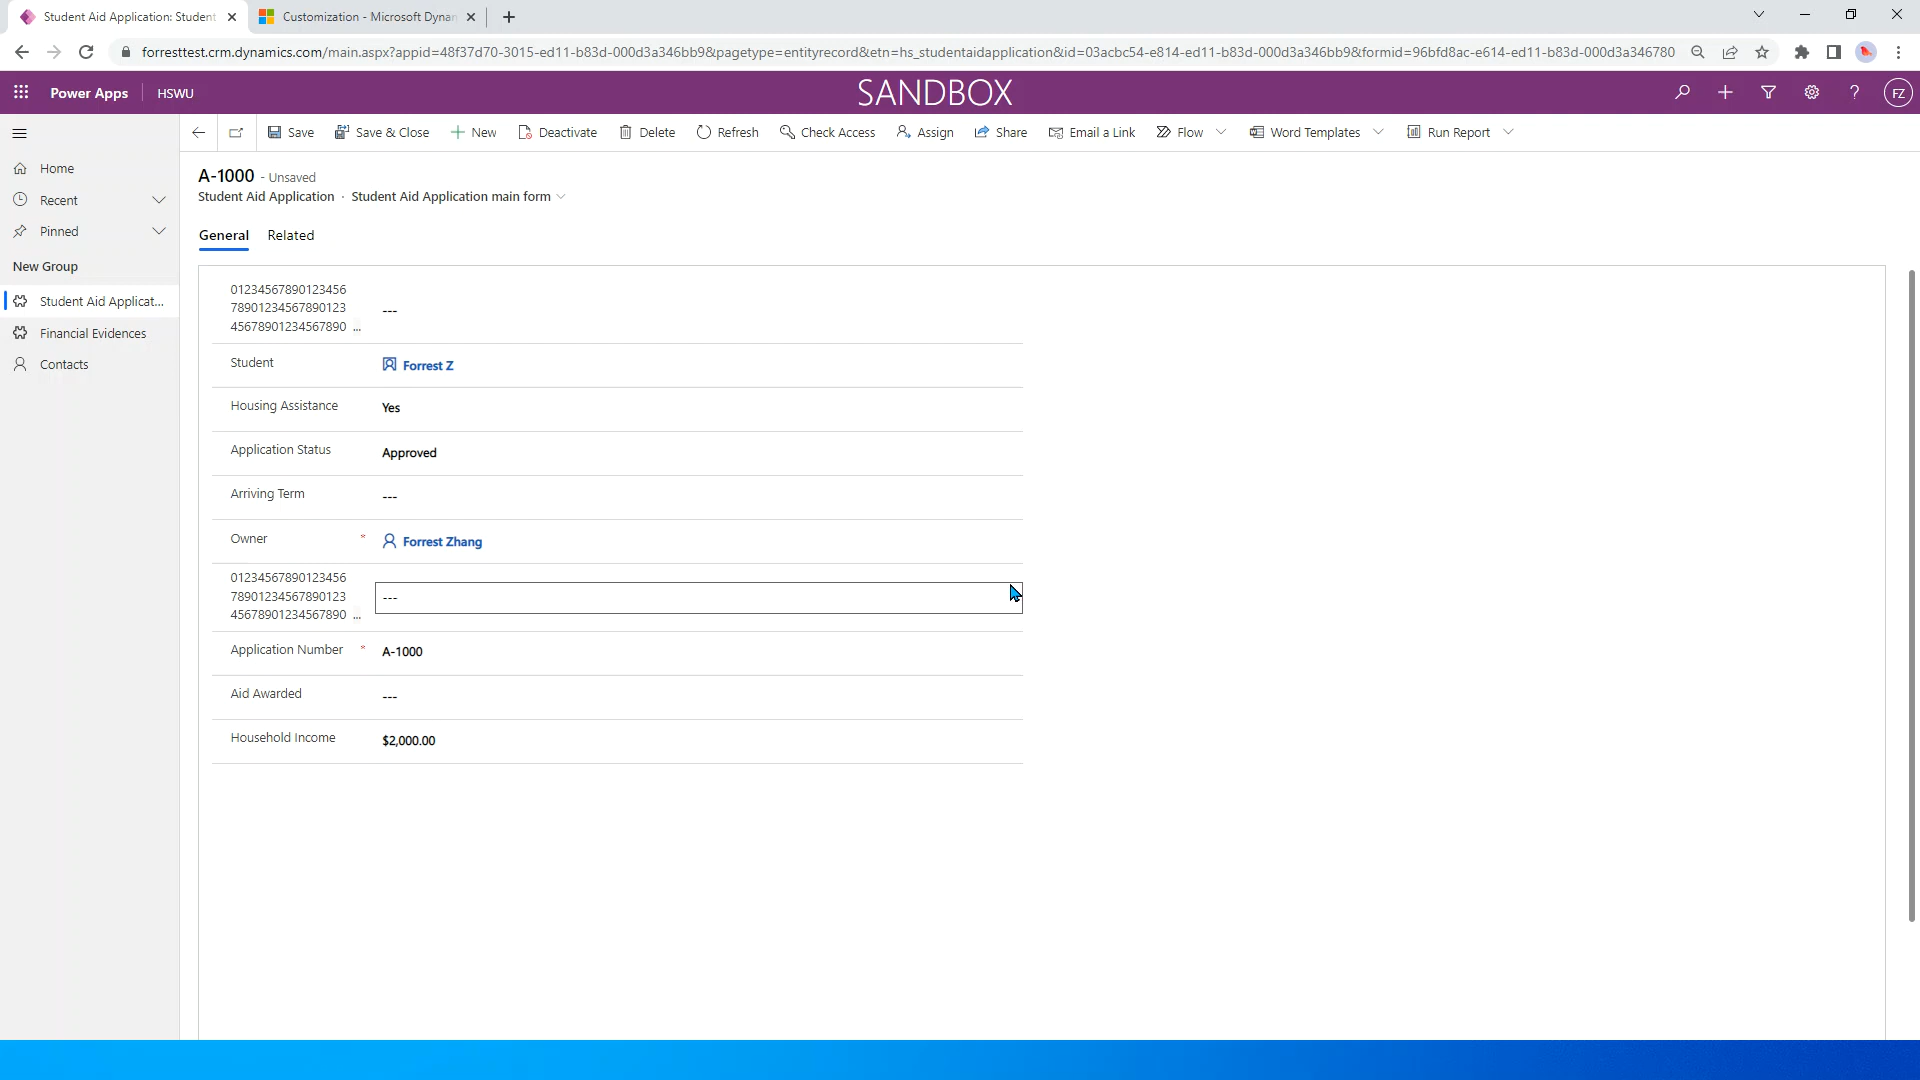 Student Aid Application: Student
Customization - Microsoft Dynan
forresttest.crm.dynamics.com/main.aspx?appid=48f37d70-3015-ed11-b83d-000d3a346bb9&pagetype=entityrecord&etn=hs_studentaidapplication&id=03acbc54-e814-ed11-b83d-000d3a346bb9&formid=96bfd8ac-e614-ed11-b83d-000d3a346780
Power Apps
HSWU
SANDBOX
?
FZ
Save
Save & Close
New
Deactivate
Delete
Refresh
Check Access
Assign
Share
Email a Link
Flow
Word Templates
Run Report
Home
Recent
Pinned
New Group
Student Aid Applicat...
Financial Evidences
Contacts
A-1000 - Unsaved
Student Aid Application · Student Aid Application main form
General
Related
01234567890123456
78901234567890123
45678901234567890 ...
---
Student
Forrest Z
Housing Assistance
Yes
Application Status
Approved
Arriving Term
---
Owner *
Forrest Zhang
01234567890123456
78901234567890123
45678901234567890 ...
---
Application Number *
A-1000
Aid Awarded
---
Household Income
$2,000.00